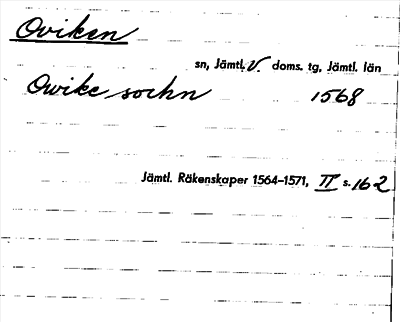 Oviken
sn, Jämtl. V. doms. tg, Jämtl. län
Owike sochn 1568
Jämtl. Räkenskaper 1564–1571, II s. 162